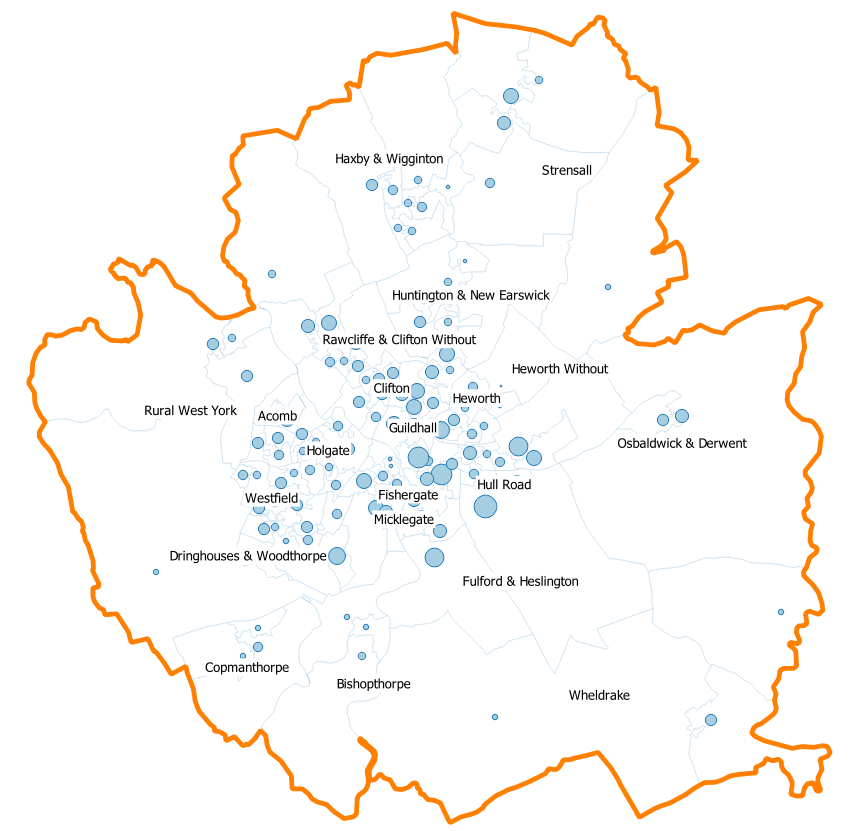 Haxby & Wigginton
Strensall
Huntington & New Earswick
Rawcliffe & Clifton Without
Heworth Without
Clifton
Heworth
Rural West York
Acomb
Guildhall
Osbaldwick & Derwent
Holgate
Hull Road
Westfield
Fishergate
Micklegate
Dringhouses & Woodthorpe
Fulford & Heslington
Copmanthorpe
Bishopthorpe
Wheldrake